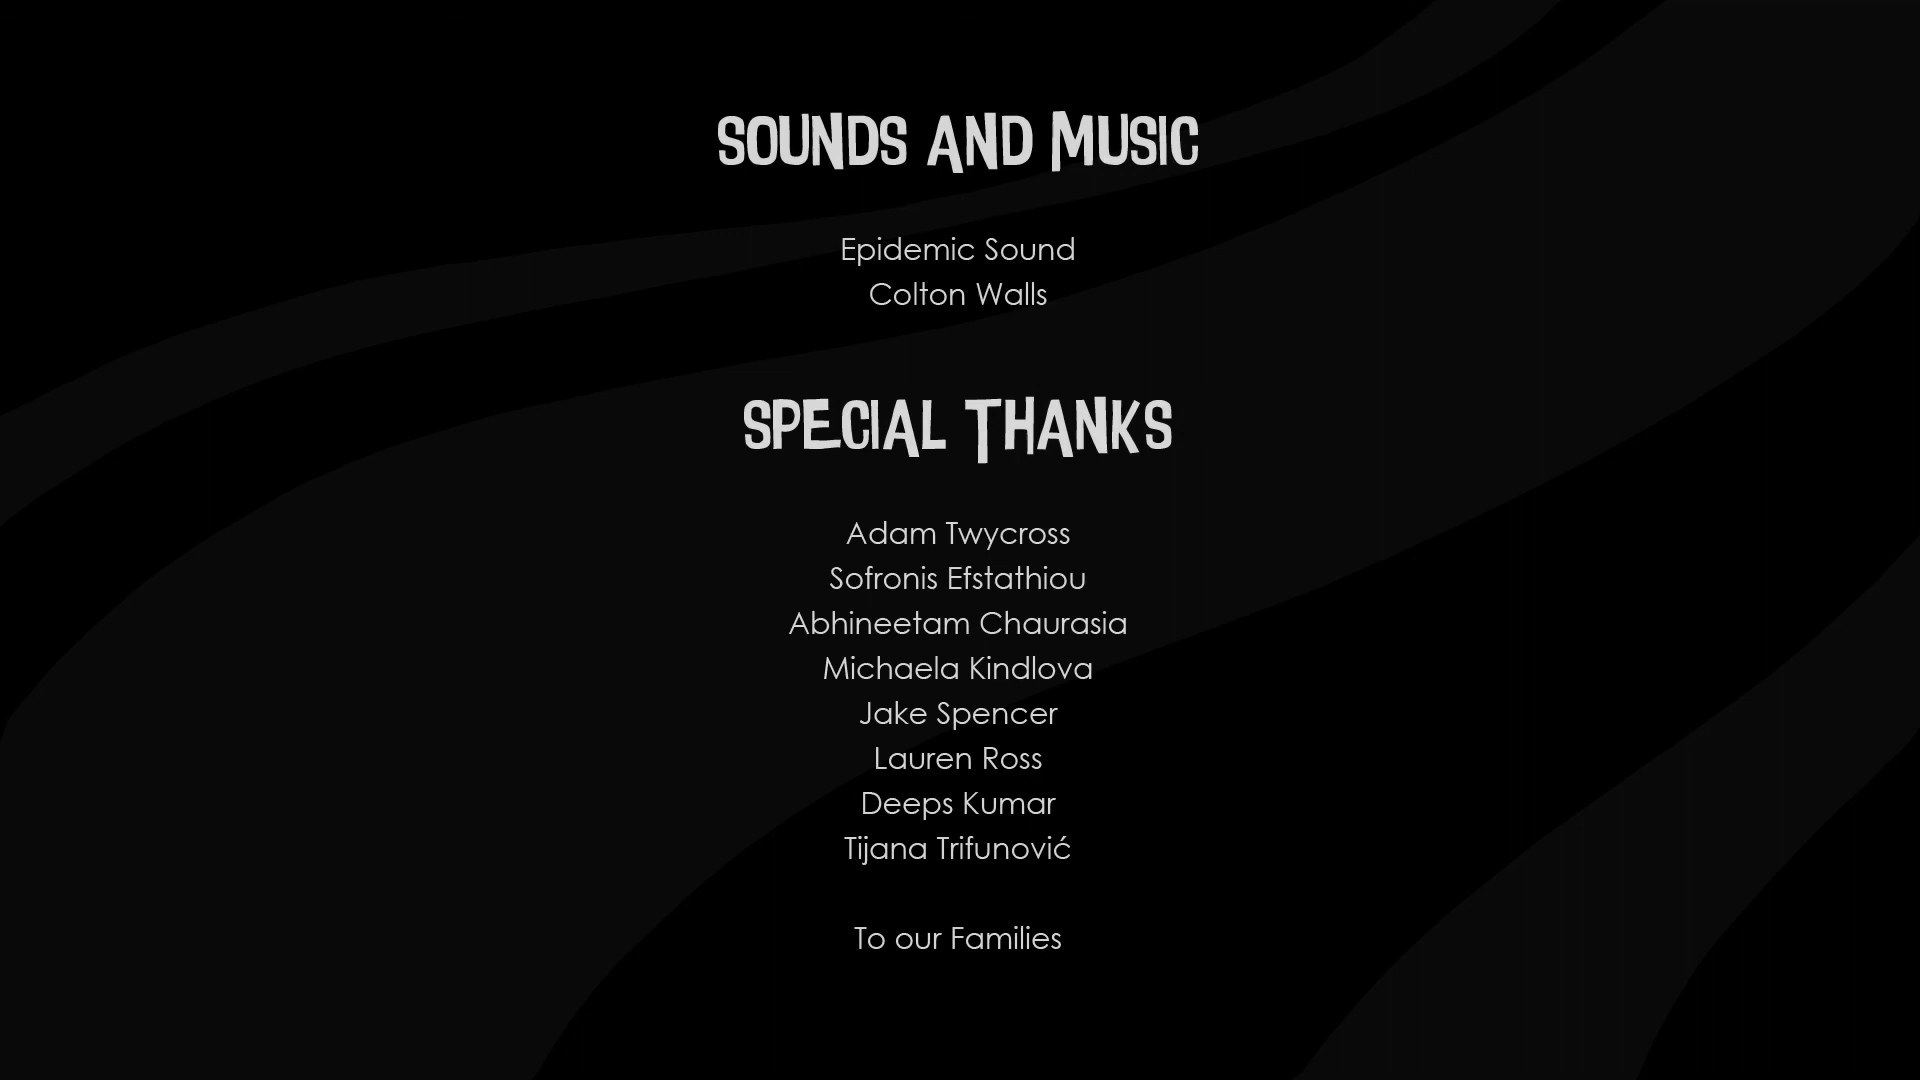 SOUNDS AND MUSIC
Epidemic Sound
Colton Walls
SPECIAL THANKS
Adam Twycross
Sofronis Efstathiou
Abhineetam Chaurasia
Michaela Kindlova
Jake Spencer
Lauren Ross
Deeps Kumar
Tijana Trifunović
To our Families